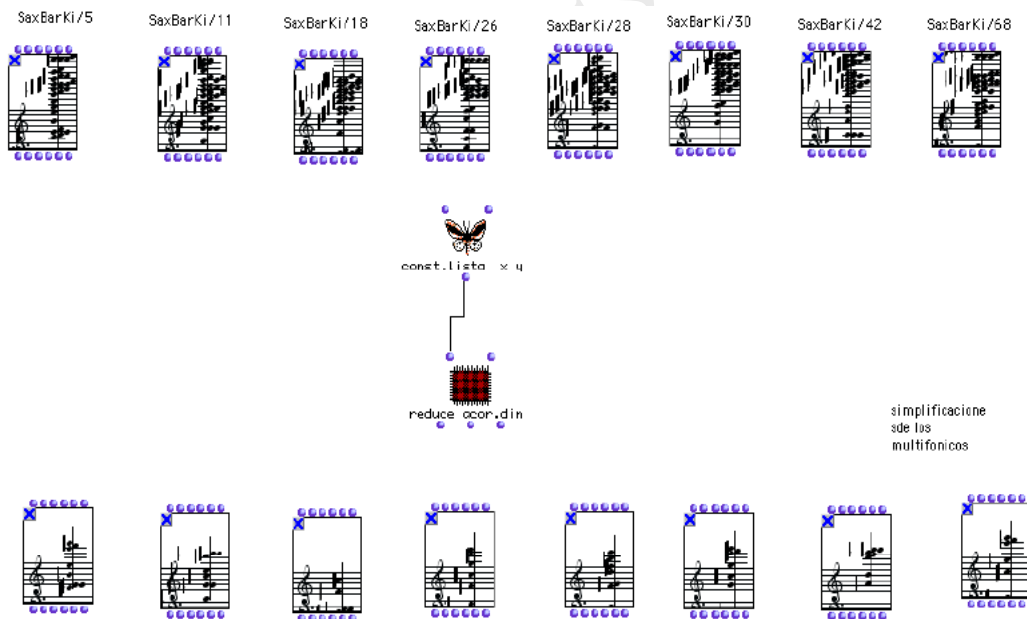 SaxBarKi/5
SaxBarKi/11
SaxBarKi/18
SaxBarKi/26
SaxBarKi/28
SaxBarKi/30
SaxBarKi/42
SaxBarKi/68
const.lista x y
reduce acor.din
simplificacione
sde los
multifonicos